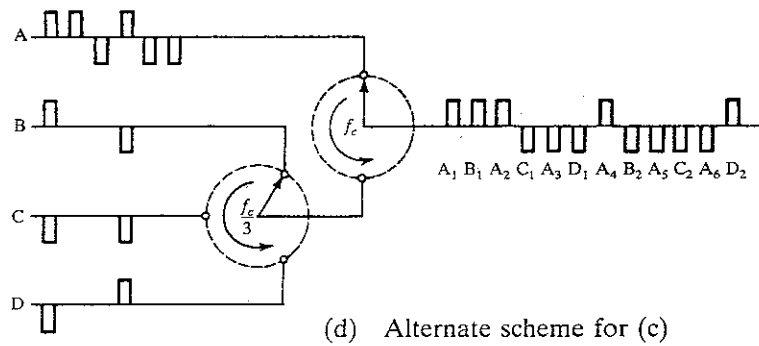 A
B
C
D
f_c
f_c/3
A₁ B₁ A₂ C₁ A₃ D₁ A₄ B₂ A₅ C₂ A₆ D₂
(d) Alternate scheme for (c)